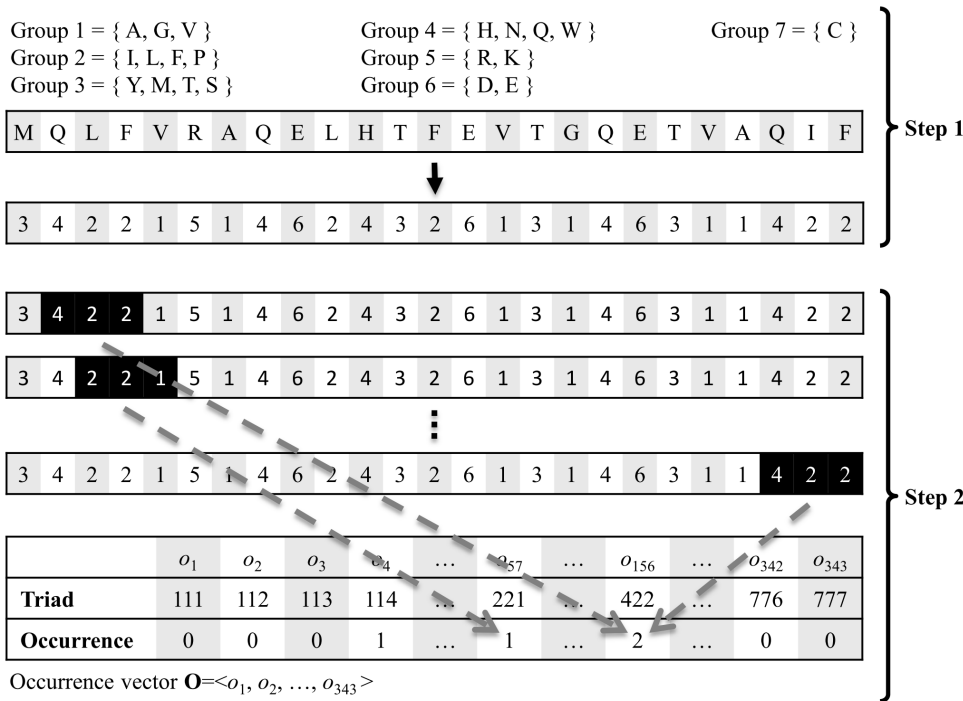 Group 1 = { A, G, V } Group 4 = { H, N, Q, W } Group 7 = { C }
Group 2 = { I, L, F, P } Group 5 = { R, K }
Group 3 = { Y, M, T, S } Group 6 = { D, E }
M Q L F V R A Q E L H T F E V T G Q E T V A Q I F
Step 1
3 4 2 2 1 5 1 4 6 2 4 3 2 6 1 3 1 4 6 3 1 1 4 2 2
3 4 2 2 1 5 1 4 6 2 4 3 2 6 1 3 1 4 6 3 1 1 4 2 2
3 4 2 2 1 5 1 4 6 2 4 3 2 6 1 3 1 4 6 3 1 1 4 2 2
3 4 2 2 1 5 1 4 6 2 4 3 2 6 1 3 1 4 6 3 1 1 4 2 2
Step 2
o1 o2 o3 o4 … o57 … o156 … o342 o343
Triad 111 112 113 114 … 221 … 422 … 776 777
Occurrence 0 0 0 1 … 1 … 2 … 0 0
Occurrence vector O=<o1, o2, …, o343>